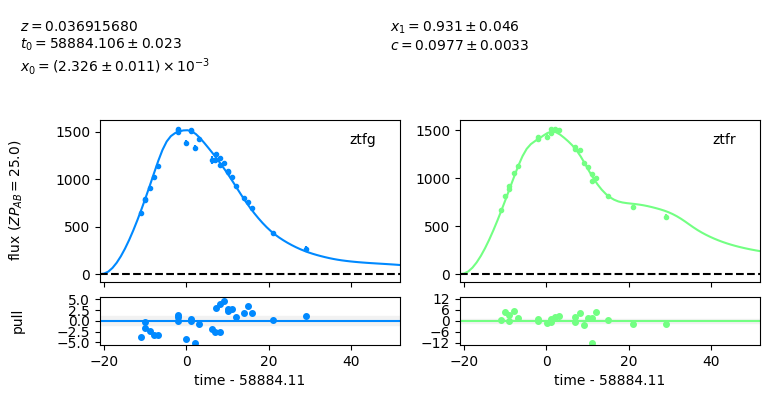 z = 0.036915680
t₀ = 58884.106 ± 0.023
x₀ = (2.326 ± 0.011) × 10⁻³
x₁ = 0.931 ± 0.046
c = 0.0977 ± 0.0033
flux (ZP_AB = 25.0)
1500
1000
500
0
ztfg
1500
1000
500
0
ztfr
pull
5.0
2.5
0.0
−2.5
−5.0
12
6
0
−6
−12
−20 0 20 40
time - 58884.11
−20 0 20 40
time - 58884.11